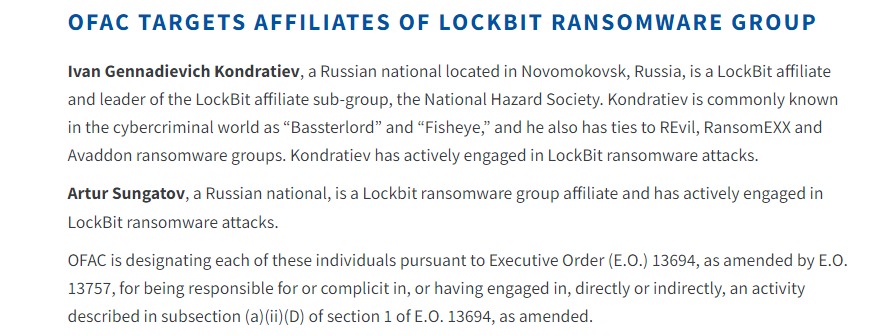 OFAC TARGETS AFFILIATES OF LOCKBIT RANSOMWARE GROUP
Ivan Gennadievich Kondratiev, a Russian national located in Novomokovsk, Russia, is a LockBit affiliate
and leader of the LockBit affiliate sub-group, the National Hazard Society. Kondratiev is commonly known
in the cybercriminal world as “Bassterlord” and “Fisheye,” and he also has ties to REvil, RansomEXX and
Avaddon ransomware groups. Kondratiev has actively engaged in LockBit ransomware attacks.
Artur Sungatov, a Russian national, is a Lockbit ransomware group affiliate and has actively engaged in
LockBit ransomware attacks.
OFAC is designating each of these individuals pursuant to Executive Order (E.O.) 13694, as amended by E.O.
13757, for being responsible for or complicit in, or having engaged in, directly or indirectly, an activity
described in subsection (a)(ii)(D) of section 1 of E.O. 13694, as amended.